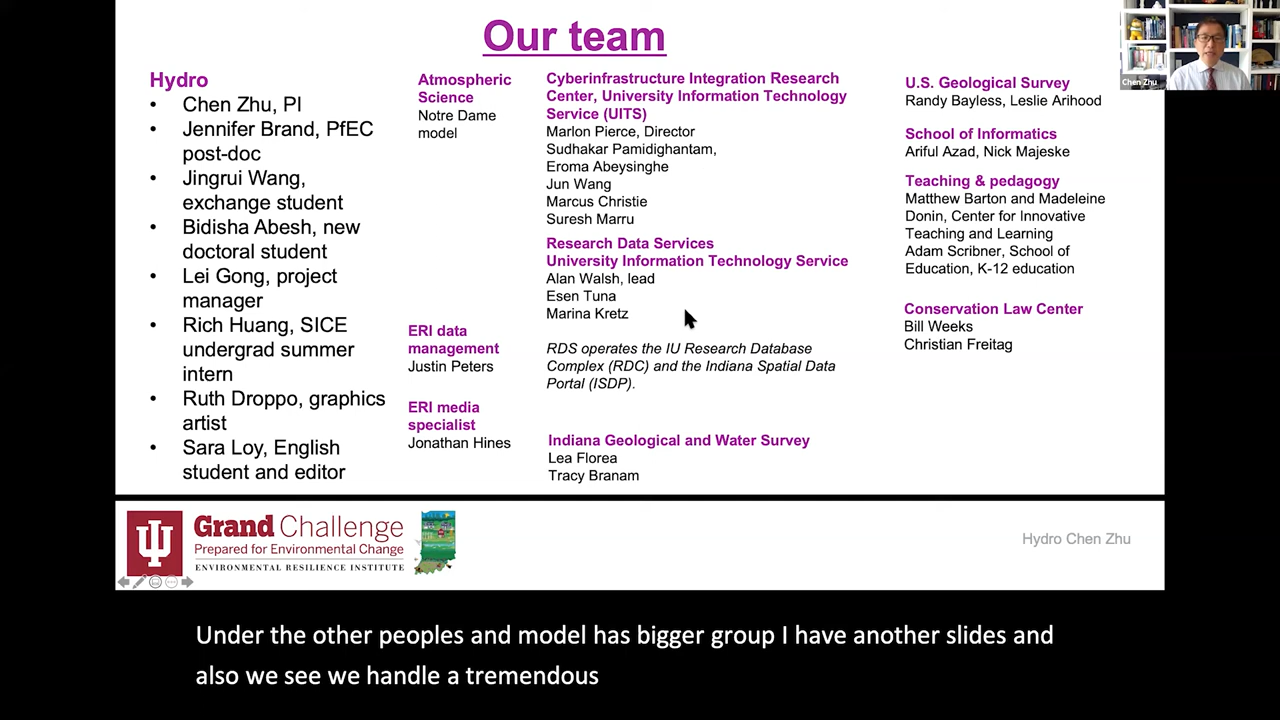 Our team
Hydro
• Chen Zhu, PI
• Jennifer Brand, PfEC
post-doc
• Jingrui Wang,
exchange student
• Bidisha Abesh, new
doctoral student
• Lei Gong, project
manager
• Rich Huang, SICE
undergrad summer
intern
• Ruth Droppo, graphics
artist
• Sara Loy, English
student and editor
Atmospheric
Science
Notre Dame
model
ERI data
management
Justin Peters
ERI media
specialist
Jonathan Hines
Cyberinfrastructure Integration Research
Center, University Information Technology
Service (UITS)
Marlon Pierce, Director
Sudhakar Pamidighantam,
Eroma Abeysinghe
Jun Wang
Marcus Christie
Suresh Marru
Research Data Services
University Information Technology Service
Alan Walsh, lead
Esen Tuna
Marina Kretz
RDS operates the IU Research Database
Complex (RDC) and the Indiana Spatial Data
Portal (ISDP).
Indiana Geological and Water Survey
Lea Florea
Tracy Branam
U.S. Geological Survey
Randy Bayless, Leslie Arihood
School of Informatics
Ariful Azad, Nick Majeske
Teaching & pedagogy
Matthew Barton and Madeleine
Donin, Center for Innovative
Teaching and Learning
Adam Scribner, School of
Education, K-12 education
Conservation Law Center
Bill Weeks
Christian Freitag
Chen Zhu
Grand Challenge
Prepared for Environmental Change
ENVIRONMENTAL RESILIENCE INSTITUTE
Hydro Chen Zhu
Under the other peoples and model has bigger group I have another slides and
also we see we handle a tremendous